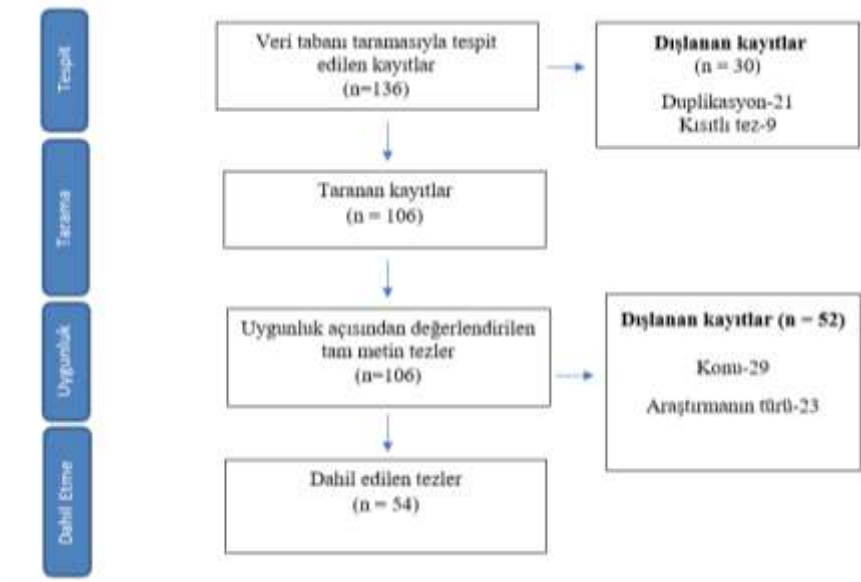 Tespit
Veri tabanı taramasıyla tespit
edilen kayıtlar
(n=136)
Dışlanan kayıtlar
(n = 30)
Duplikasyon-21
Kısıtlı tez-9
Tarama
Taranan kayıtlar
(n = 106)
Uygunluk
Uygunluk açısından değerlendirilen
tam metin tezler
(n=106)
Dışlanan kayıtlar (n = 52)
Konu-29
Araştırmanın türü-23
Dahil Etme
Dahil edilen tezler
(n = 54)